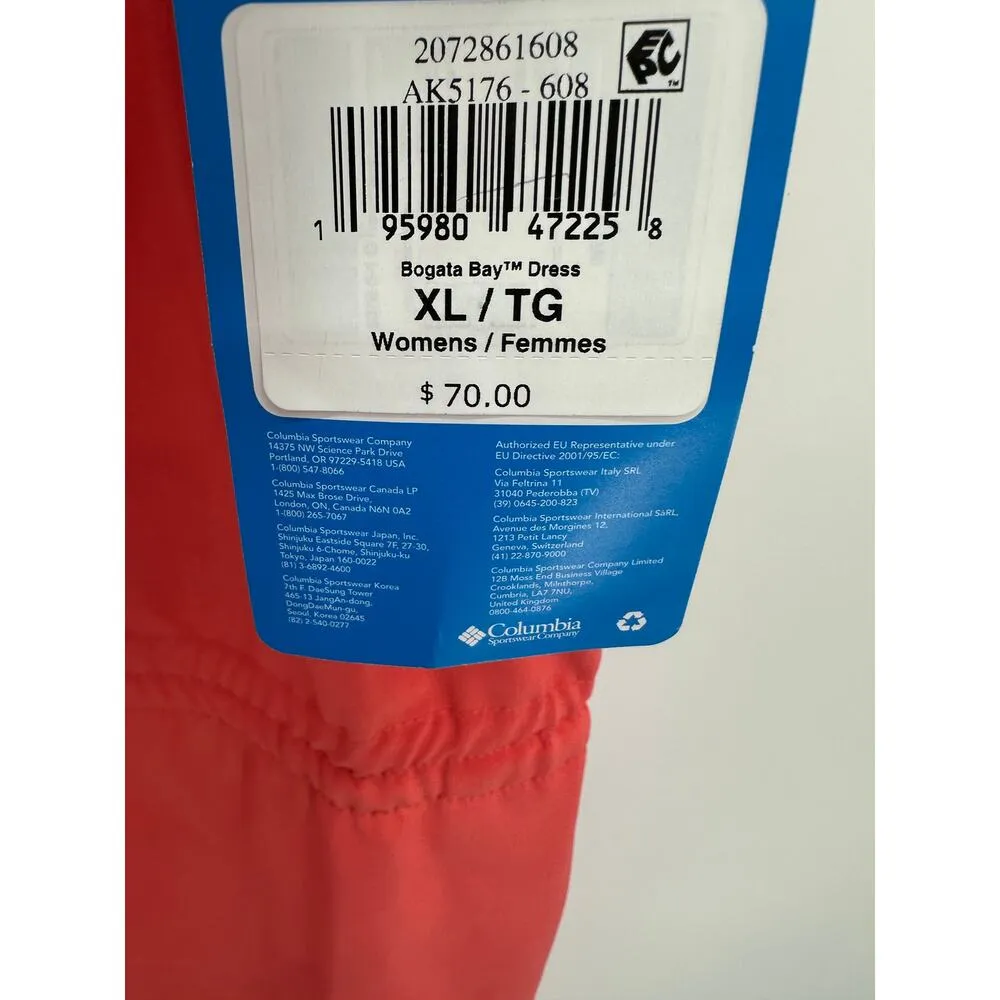 2072861608
AK5176 - 608
EPC™
1 95980 47225 8
Bogata Bay™ Dress
XL / TG
Womens / Femmes
$ 70.00
Columbia Sportswear Company
14375 NW Science Park Drive
Portland, OR 97229-5418 USA
1-(800) 547-8066
Columbia Sportswear Canada LP
1425 Max Brose Drive,
London, ON, Canada N6N 0A2
1-(800) 265-7067
Columbia Sportswear Japan, Inc.
Shinjuku Eastside Square 7F, 27-30,
Shinjuku 6-Chome, Shinjuku-ku
Tokyo, Japan 160-0022
(81) 3-6892-4600
Columbia Sportswear Korea
7th F. DaeSung Tower
465-13 JangAn-dong,
DongDaeMun-gu,
Seoul, Korea 02645
(82) 2-540-0277
Authorized EU Representative under
EU Directive 2001/95/EC:
Columbia Sportswear Italy SRL
Via Feltrina 11
31040 Pederobba (TV)
(39) 0645-200-823
Columbia Sportswear International SàRL,
Avenue des Morgines 12,
1213 Petit Lancy
Geneva, Switzerland
(41) 22-870-9000
Columbia Sportswear Company Limited
12B Moss End Business Village
Crooklands, Milnthorpe,
Cumbria, LA7 7NU,
United Kingdom
0800-464-0876
Columbia
Sportswear Company